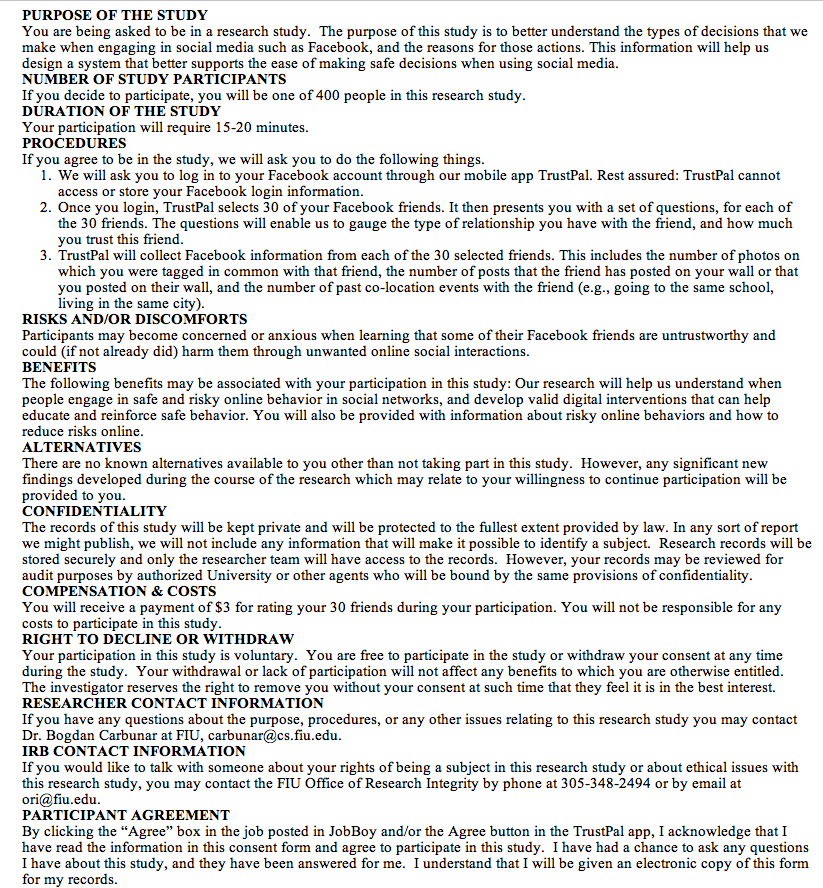 PURPOSE OF THE STUDY
You are being asked to be in a research study.  The purpose of this study is to better understand the types of decisions that we
make when engaging in social media such as Facebook, and the reasons for those actions. This information will help us
design a system that better supports the ease of making safe decisions when using social media.
NUMBER OF STUDY PARTICIPANTS
If you decide to participate, you will be one of 400 people in this research study.
DURATION OF THE STUDY
Your participation will require 15-20 minutes.
PROCEDURES
If you agree to be in the study, we will ask you to do the following things.
1. We will ask you to log in to your Facebook account through our mobile app TrustPal. Rest assured: TrustPal cannot
access or store your Facebook login information.
2. Once you login, TrustPal selects 30 of your Facebook friends. It then presents you with a set of questions, for each of
the 30 friends. The questions will enable us to gauge the type of relationship you have with the friend, and how much
you trust this friend.
3. TrustPal will collect Facebook information from each of the 30 selected friends. This includes the number of photos on
which you were tagged in common with that friend, the number of posts that the friend has posted on your wall or that
you posted on their wall, and the number of past co-location events with the friend (e.g., going to the same school,
living in the same city).
RISKS AND/OR DISCOMFORTS
Participants may become concerned or anxious when learning that some of their Facebook friends are untrustworthy and
could (if not already did) harm them through unwanted online social interactions.
BENEFITS
The following benefits may be associated with your participation in this study: Our research will help us understand when
people engage in safe and risky online behavior in social networks, and develop valid digital interventions that can help
educate and reinforce safe behavior. You will also be provided with information about risky online behaviors and how to
reduce risks online.
ALTERNATIVES
There are no known alternatives available to you other than not taking part in this study.  However, any significant new
findings developed during the course of the research which may relate to your willingness to continue participation will be
provided to you.
CONFIDENTIALITY
The records of this study will be kept private and will be protected to the fullest extent provided by law. In any sort of report
we might publish, we will not include any information that will make it possible to identify a subject.  Research records will be
stored securely and only the researcher team will have access to the records.  However, your records may be reviewed for
audit purposes by authorized University or other agents who will be bound by the same provisions of confidentiality.
COMPENSATION & COSTS
You will receive a payment of $3 for rating your 30 friends during your participation. You will not be responsible for any
costs to participate in this study.
RIGHT TO DECLINE OR WITHDRAW
Your participation in this study is voluntary.  You are free to participate in the study or withdraw your consent at any time
during the study.  Your withdrawal or lack of participation will not affect any benefits to which you are otherwise entitled.
The investigator reserves the right to remove you without your consent at such time that they feel it is in the best interest.
RESEARCHER CONTACT INFORMATION
If you have any questions about the purpose, procedures, or any other issues relating to this research study you may contact
Dr. Bogdan Carbunar at FIU, carbunar@cs.fiu.edu.
IRB CONTACT INFORMATION
If you would like to talk with someone about your rights of being a subject in this research study or about ethical issues with
this research study, you may contact the FIU Office of Research Integrity by phone at 305-348-2494 or by email at
ori@fiu.edu.
PARTICIPANT AGREEMENT
By clicking the “Agree” box in the job posted in JobBoy and/or the Agree button in the TrustPal app, I acknowledge that I
have read the information in this consent form and agree to participate in this study.  I have had a chance to ask any questions
I have about this study, and they have been answered for me.  I understand that I will be given an electronic copy of this form
for my records.